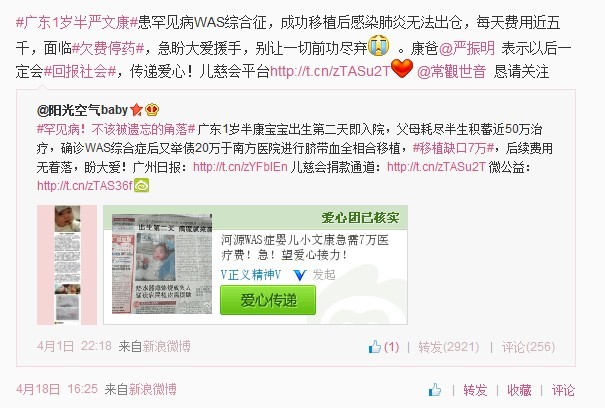 #广东1岁半严文康#患罕见病WAS综合征，成功移植后感染肺炎无法出仓，每天费用近五
千，面临#欠费停药#，急盼大爱援手，别让一切前功尽弃 。康爸@严振明 表示以后一
定会#回报社会#，传递爱心！儿慈会平台http://t.cn/zTASu2T @常觀世音 恳请关注
@阳光空气baby
#罕见病！不该被遗忘的角落# 广东1岁半康宝宝出生第二天即入院，父母耗尽半生积蓄近50万治
疗，确诊WAS综合症后又举债20万于南方医院进行脐带血全相合移植，#移植缺口7万#，后续费用
无着落，盼大爱！广州日报：http://t.cn/zYFbIEn 儿慈会捐款通道：http://t.cn/zTASu2T 微公益：
http://t.cn/zTAS36f
爱心团已核实
出生第二天
河源WAS症婴儿小文康急需7万医
疗费！急！望爱心接力！
V正义精神V 发起
爱心传递
4月1日 22:18 来自新浪微博
(1) | 转发(2921) | 评论(256)
4月18日 16:25 来自新浪微博
| 转发 | 收藏 | 评论